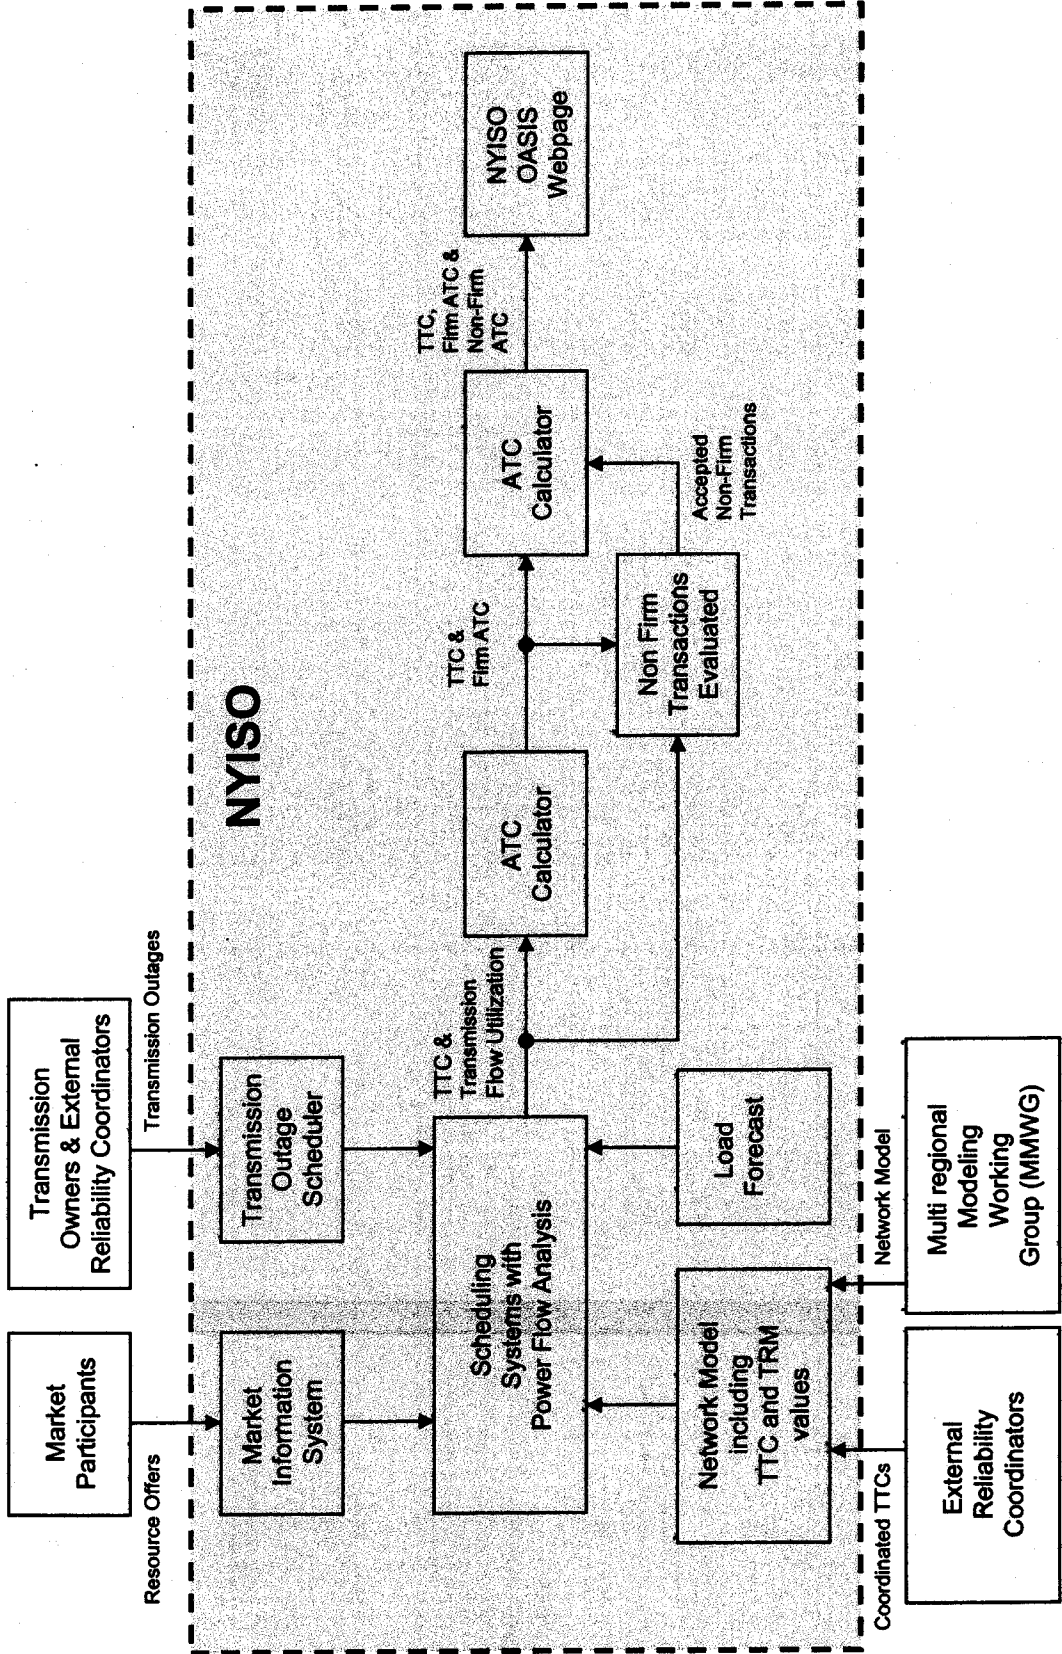 Market
Participants
Transmission
Owners & External
Reliability Coordinators
Resource Offers
Transmission Outages
NYISO
Market
Information
System
Transmission
Outage
Scheduler
Scheduling
Systems with
Power Flow Analysis
TTC &
Transmission
Flow Utilization
ATC
Calculator
TTC &
Firm ATC
ATC
Calculator
TTC,
Firm ATC &
Non-Firm
ATC
NYISO
OASIS
Webpage
Network Model
including
TTC and TRM
values
Load
Forecast
Non Firm
Transactions
Evaluated
Accepted
Non-Firm
Transactions
Coordinated TTCs
Network Model
External
Reliability
Coordinators
Multi regional
Modeling
Working
Group (MMWG)